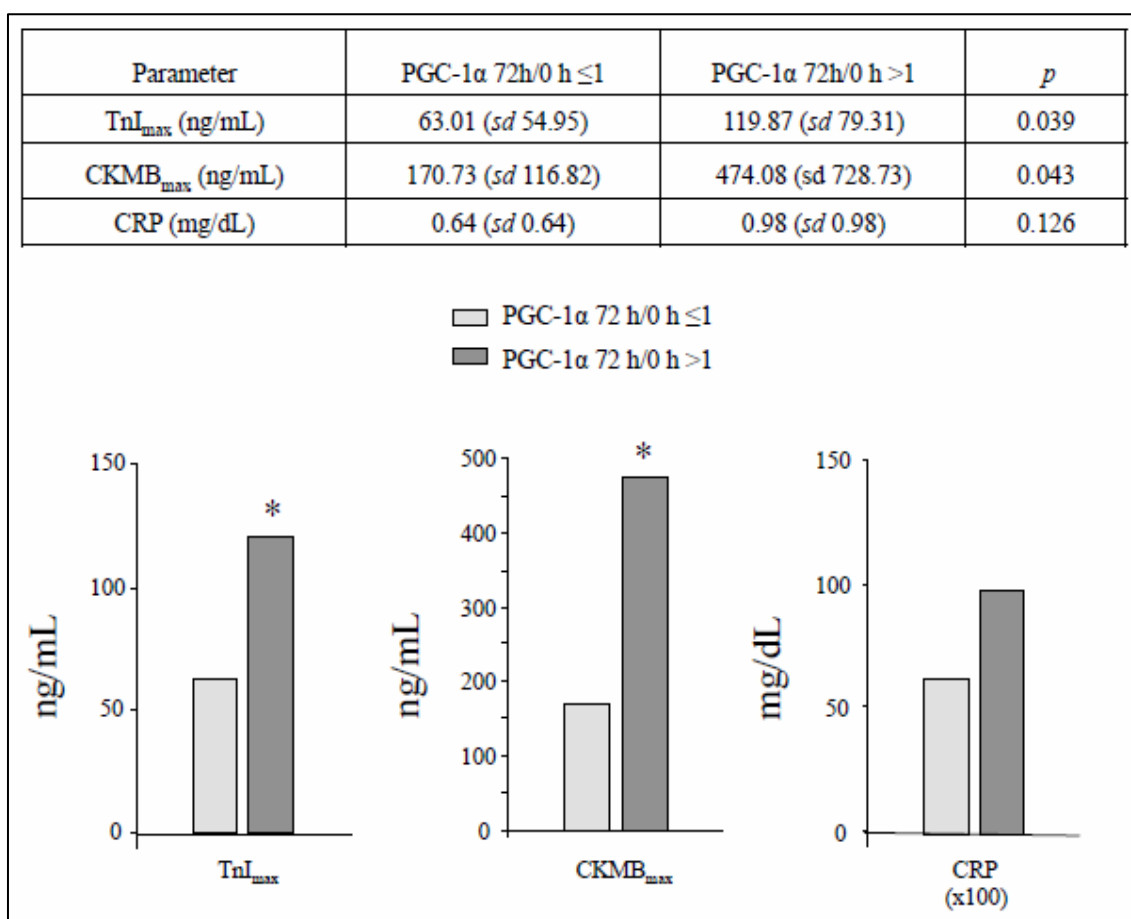 Parameter PGC-1α 72h/0 h ≤1 PGC-1α 72h/0 h >1 p
TnImax (ng/mL) 63.01 (sd 54.95) 119.87 (sd 79.31) 0.039
CKMBmax (ng/mL) 170.73 (sd 116.82) 474.08 (sd 728.73) 0.043
CRP (mg/dL) 0.64 (sd 0.64) 0.98 (sd 0.98) 0.126
PGC-1α 72 h/0 h ≤1
PGC-1α 72 h/0 h >1
150
100
50
0
ng/mL
*
TnImax
500
400
300
200
100
0
ng/mL
*
CKMBmax
150
100
50
0
mg/dL
CRP
(x100)